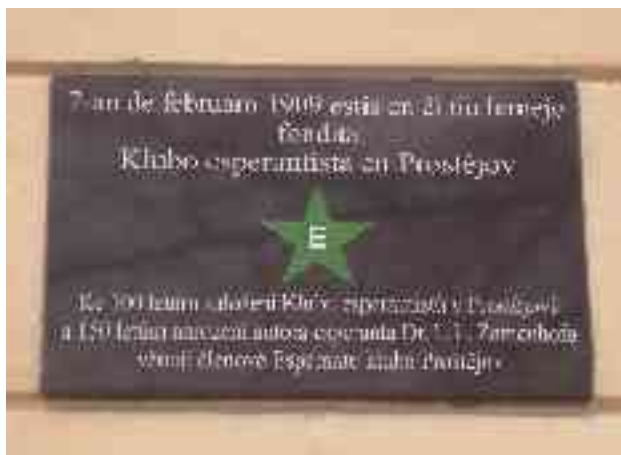 7-an de februaro 1909 estis en ĉi tiu lernejo
fondita
Klubo esperantista en Prostějov
E
Ke 100 letům založení Klubu esperantistů v Prostějově
a 150 letům narození autora esperanta Dr. L. L. Zamenhofa
věnují členové Esperanto klubu Prostějov